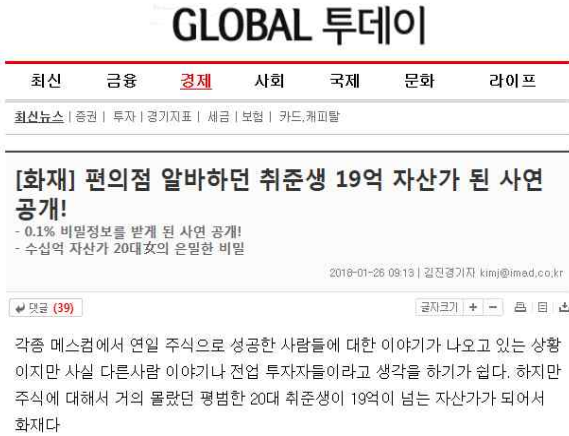 GLOBAL 투데이
최신 금융 경제 사회 국제 문화 라이프
최신뉴스 | 증권 | 투자 | 경기지표 | 세금 | 보험 | 카드,캐피탈
[화재] 편의점 알바하던 취준생 19억 자산가 된 사연
공개!
- 0.1% 비밀정보를 받게 된 사연 공개!
- 수십억 자산가 20대女의 은밀한 비밀
2018-01-26 09:13 | 김진경기자 kimj@imad.co.kr
댓글 (39) 글자크기 + −
각종 메스컴에서 연일 주식으로 성공한 사람들에 대한 이야기가 나오고 있는 상황
이지만 사실 다른사람 이야기나 전업 투자자들이라고 생각을 하기가 쉽다. 하지만
주식에 대해서 거의 몰랐던 평범한 20대 취준생이 19억이 넘는 자산가가 되어서
화재다